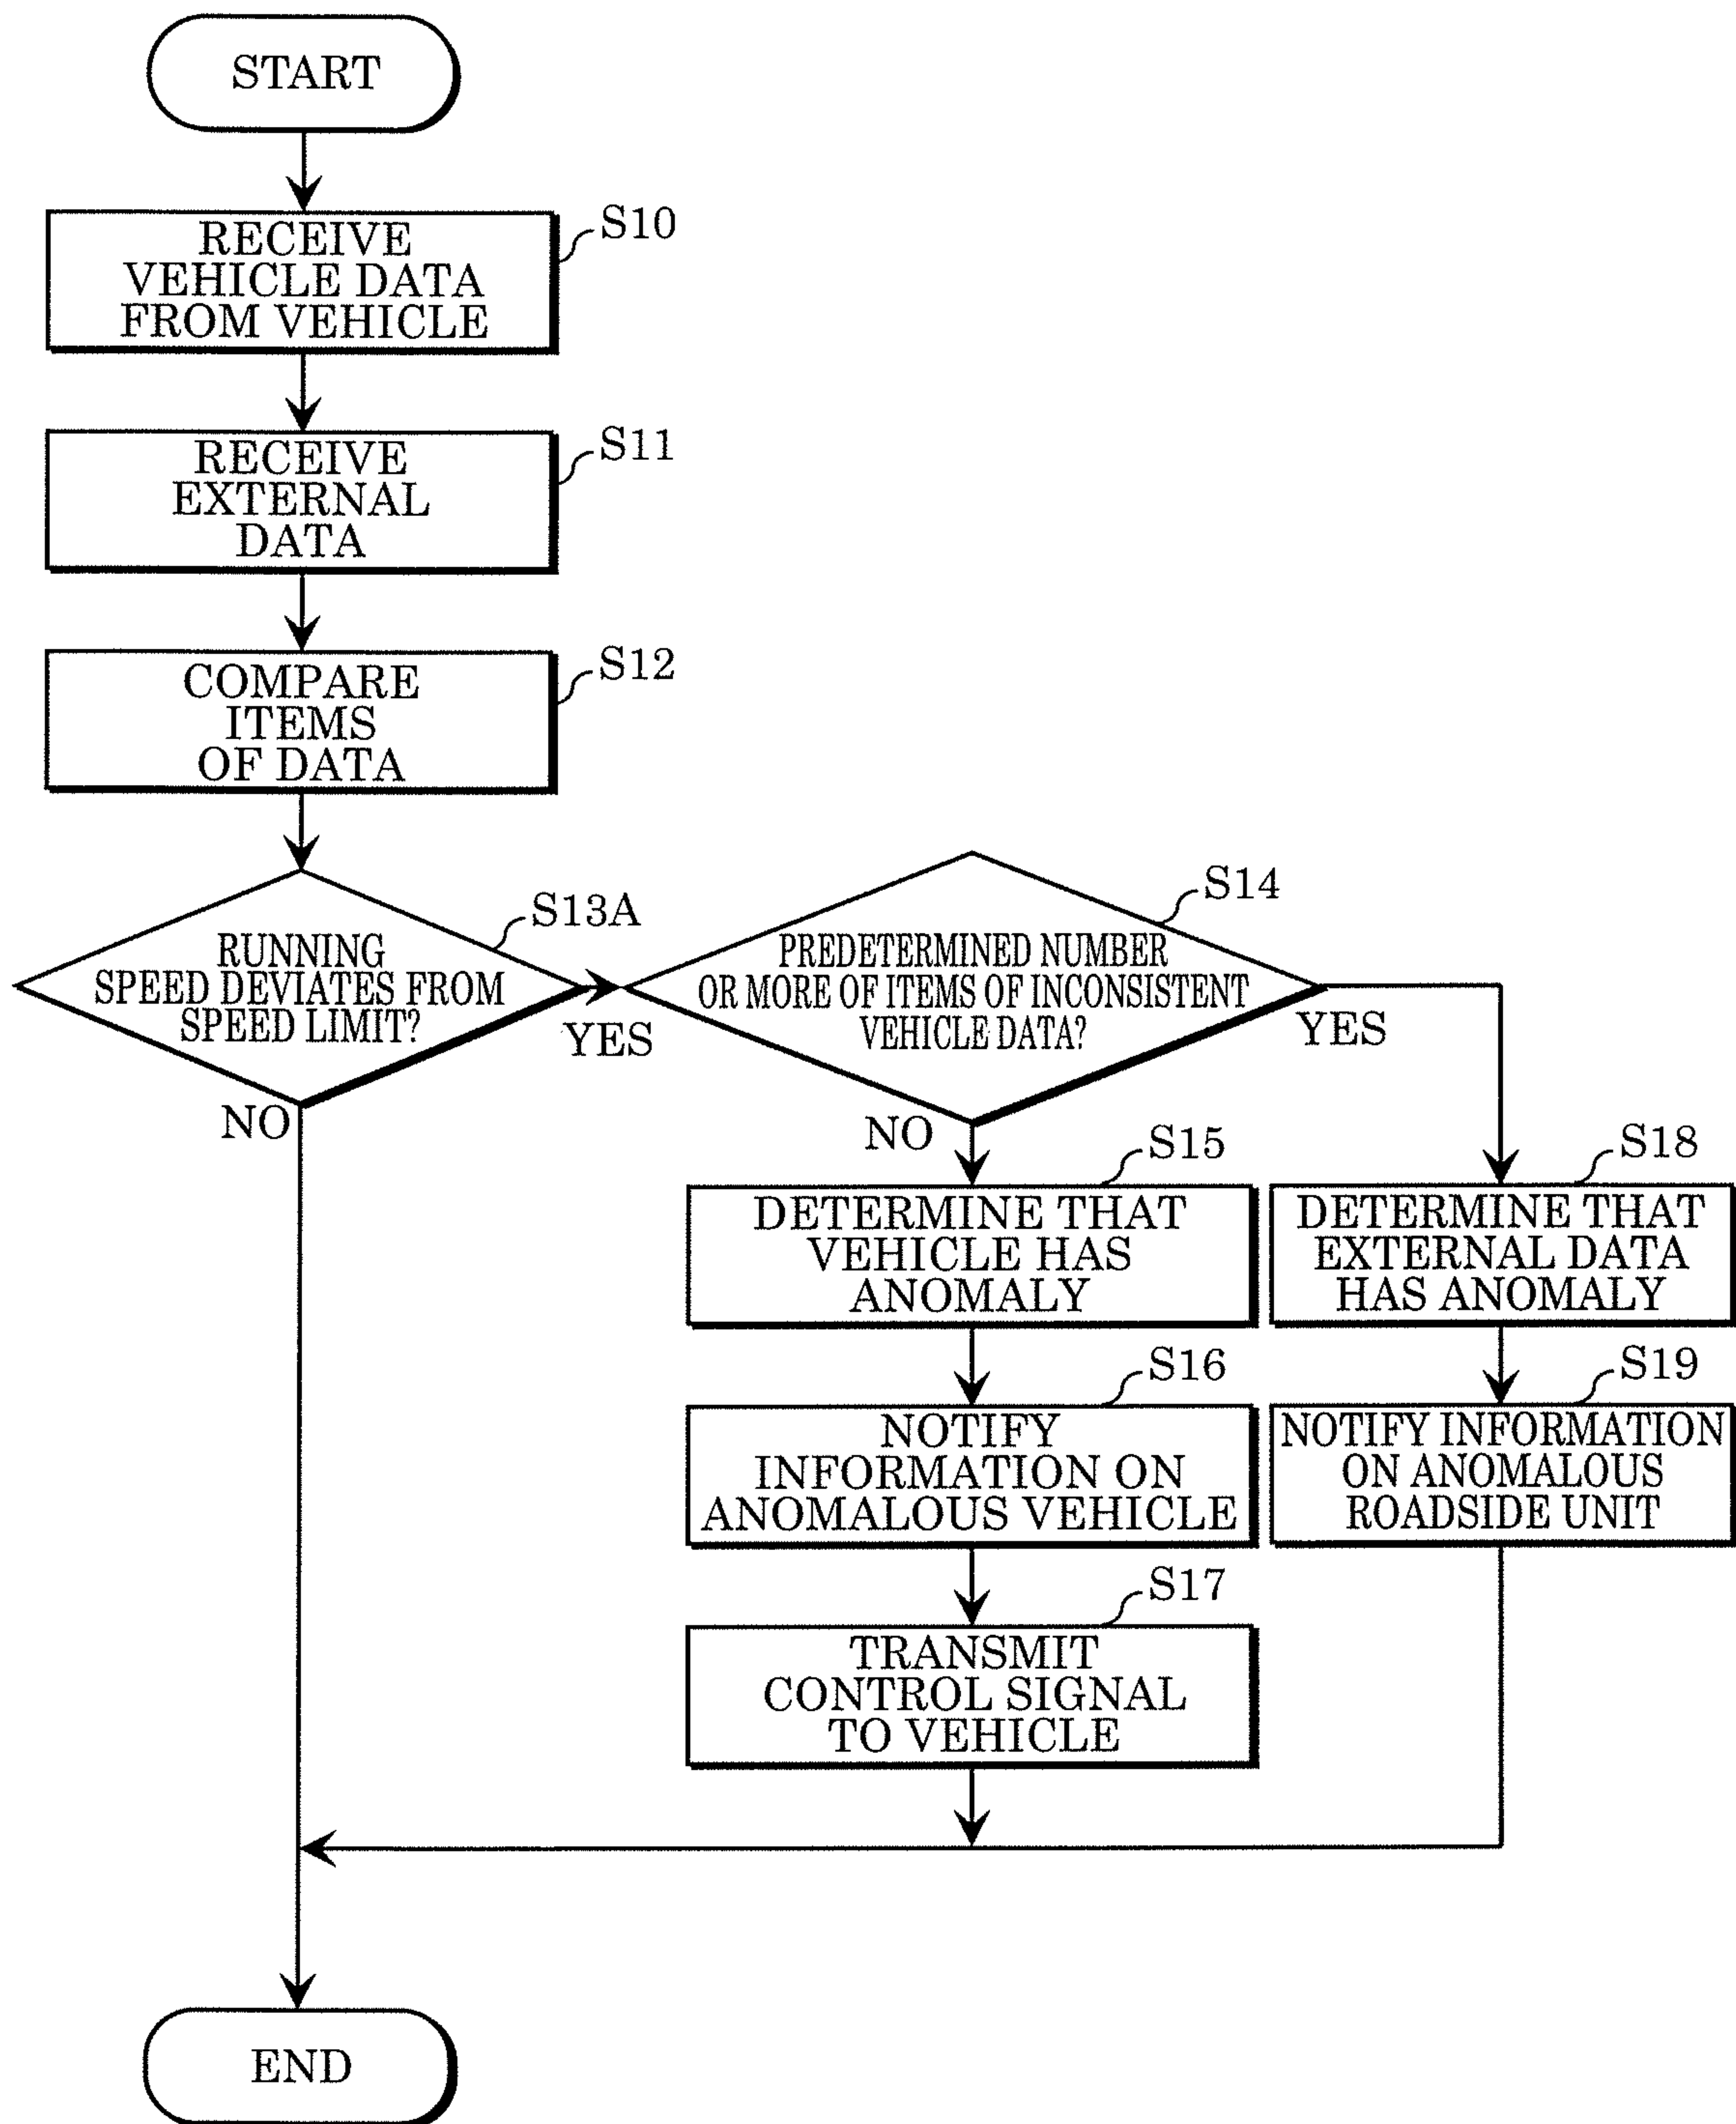 START
RECEIVE
VEHICLE DATA
FROM VEHICLE
S10
RECEIVE
EXTERNAL
DATA
S11
COMPARE
ITEMS
OF DATA
S12
RUNNING
SPEED DEVIATES FROM
SPEED LIMIT?
S13A
YES
NO
PREDETERMINED NUMBER
OR MORE OF ITEMS OF INCONSISTENT
VEHICLE DATA?
S14
YES
NO
DETERMINE THAT
VEHICLE HAS
ANOMALY
S15
NOTIFY
INFORMATION ON
ANOMALOUS VEHICLE
S16
TRANSMIT
CONTROL SIGNAL
TO VEHICLE
S17
DETERMINE THAT
EXTERNAL DATA
HAS ANOMALY
S18
NOTIFY INFORMATION
ON ANOMALOUS
ROADSIDE UNIT
S19
END